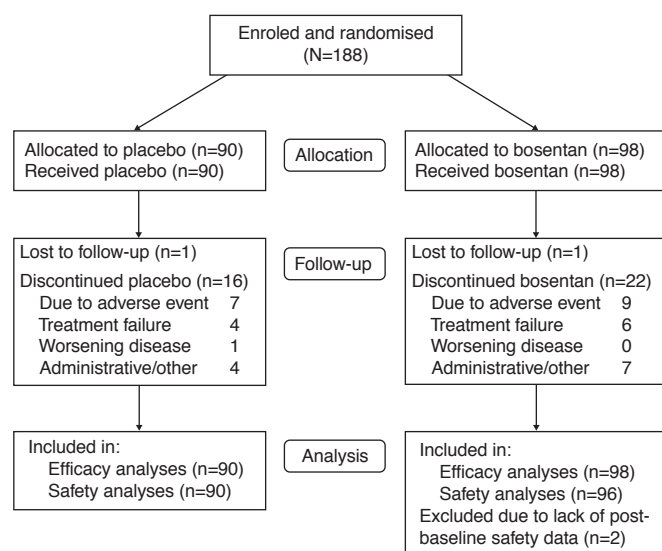 Enroled and randomised
(N=188)
Allocated to placebo (n=90)
Received placebo (n=90)
Allocation
Allocated to bosentan (n=98)
Received bosentan (n=98)
Lost to follow-up (n=1)
Discontinued placebo (n=16)
Due to adverse event 7
Treatment failure 4
Worsening disease 1
Administrative/other 4
Follow-up
Lost to follow-up (n=1)
Discontinued bosentan (n=22)
Due to adverse event 9
Treatment failure 6
Worsening disease 0
Administrative/other 7
Included in:
Efficacy analyses (n=90)
Safety analyses (n=90)
Analysis
Included in:
Efficacy analyses (n=98)
Safety analyses (n=96)
Excluded due to lack of post-
baseline safety data (n=2)